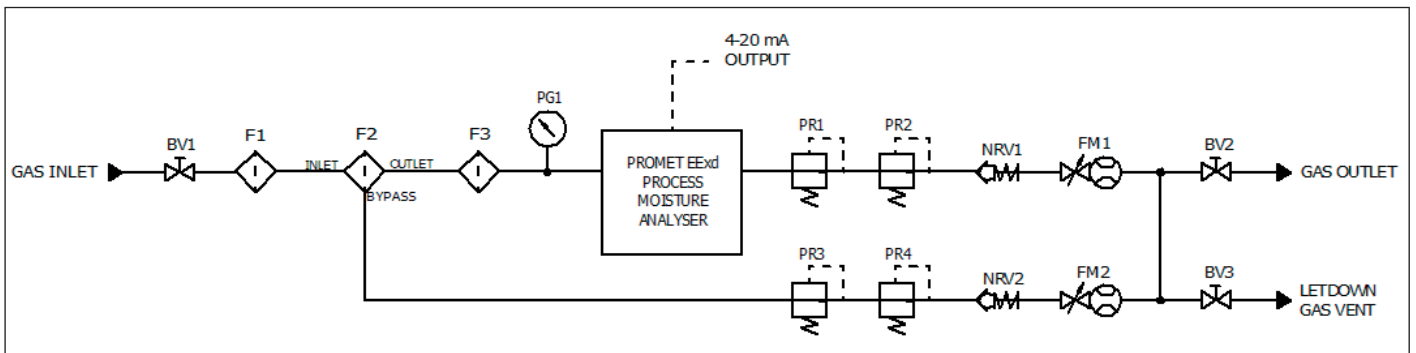 4-20 mA
OUTPUT
PG1
BV1
F1
F2
F3
PR1
PR2
NRV1
FM1
BV2
GAS INLET
INLET
OUTLET
BYPASS
PROMET EExd
PROCESS
MOISTURE
ANALYSER
GAS OUTLET
PR3
PR4
NRV2
FM2
BV3
LETDOWN
GAS VENT